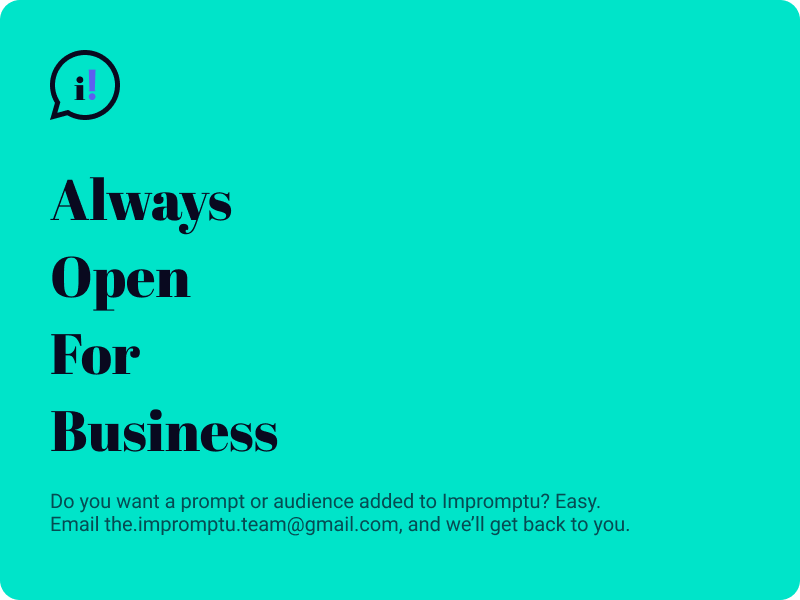 i!
Always
Open
For
Business
Do you want a prompt or audience added to Impromptu? Easy.
Email the.impromptu.team@gmail.com, and we’ll get back to you.